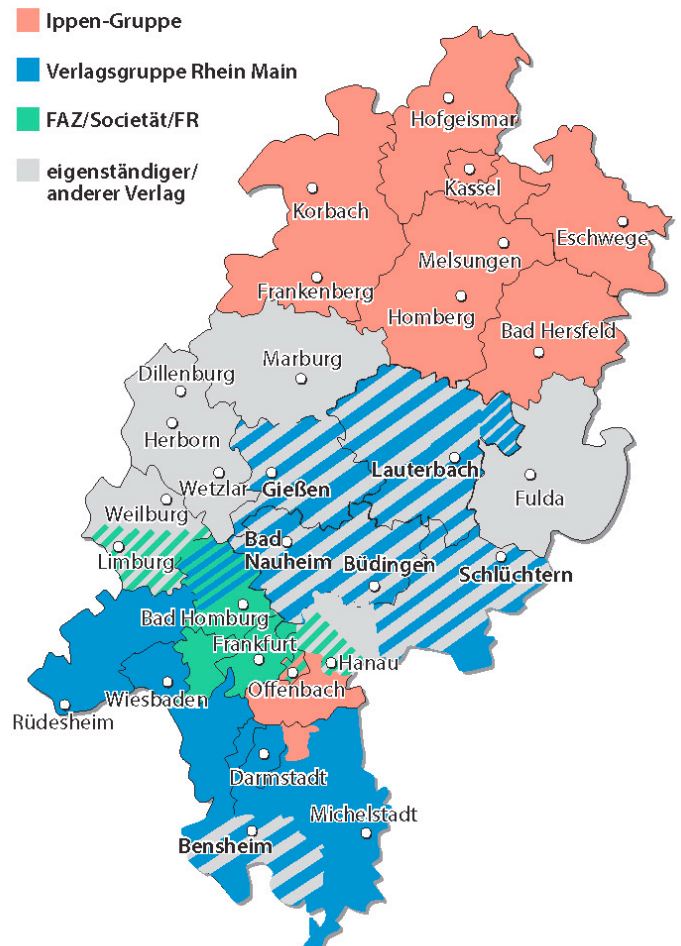 Ippen-Gruppe
Verlagsgruppe Rhein Main
FAZ/Societät/FR
eigenständiger/
anderer Verlag
Hofgeismar
Kassel
Korbach
Eschwege
Melsungen
Frankenberg
Homberg
Bad Hersfeld
Marburg
Dillenburg
Herborn
Lauterbach
Wetzlar
Gießen
Fulda
Weilburg
Bad
Nauheim
Limburg
Büdingen
Schlüchtern
Bad Homburg
Frankfurt
Hanau
Offenbach
Wiesbaden
Rüdesheim
Darmstadt
Michelstadt
Bensheim